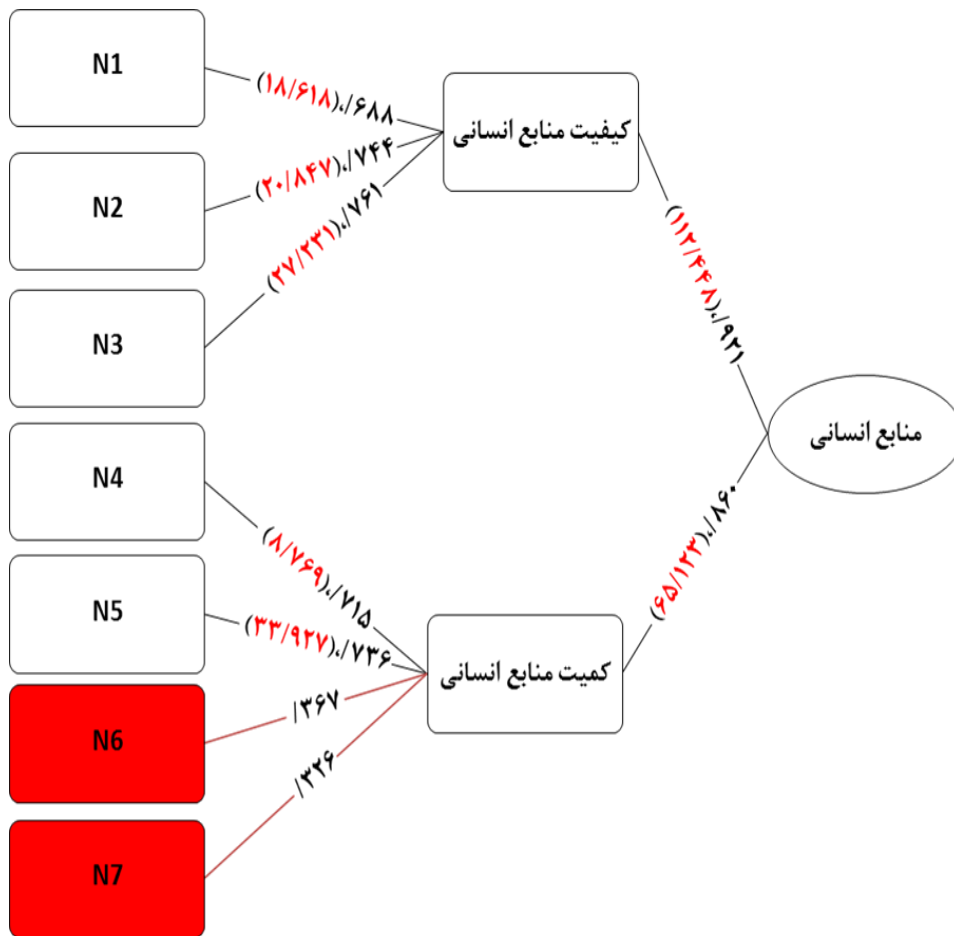 N1
(۱۸/۶۱۸)،/۶۸۸
کیفیت منابع انسانی
N2
(۲۰/۸۴۷)،/۷۴۴
(۲۷/۲۳۱)،/۷۶۱
(۱۱۲/۴۴۸)،/۹۲۱
N3
منابع انسانی
N4
(۸/۷۶۹)،/۷۱۵
(۶۵/۱۲۳)،/۸۶۰
N5
(۳۳/۹۲۷)،/۷۳۶
کمیت منابع انسانی
N6
/۳۶۷
/۳۲۶
N7